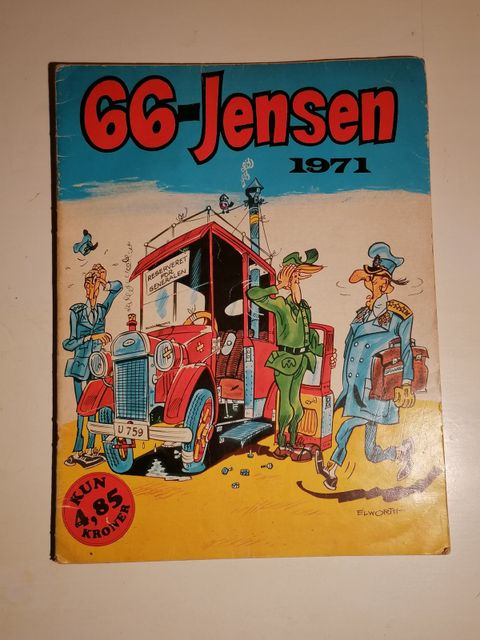 66-Jensen
1971
RESERVERET
FOR
GENERALEN
U 759
KUN
4,85
KRONER
ELWORTH-